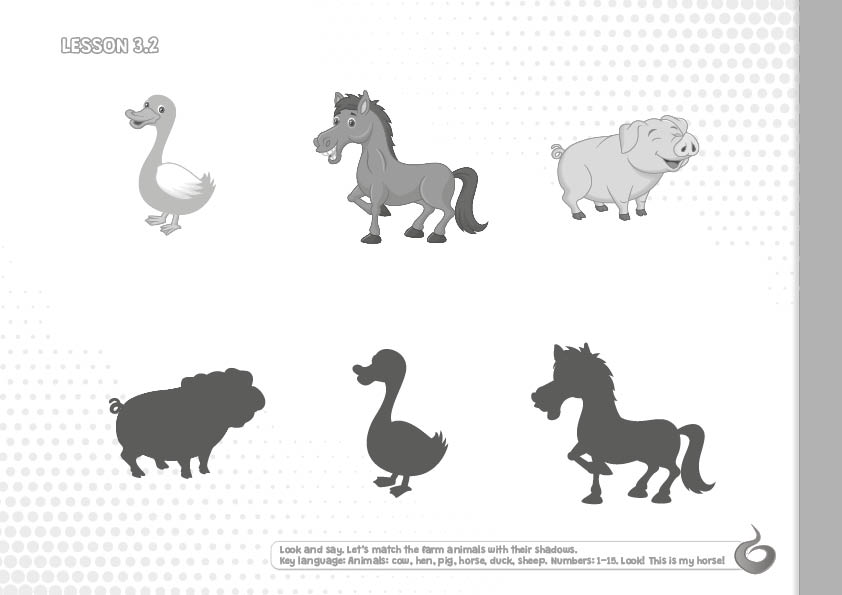 LESSON 3.2
Look and say. Let's match the farm animals with their shadows.
Key language: Animals: cow, hen, pig, horse, duck, sheep. Numbers: 1–15. Look! This is my horse!